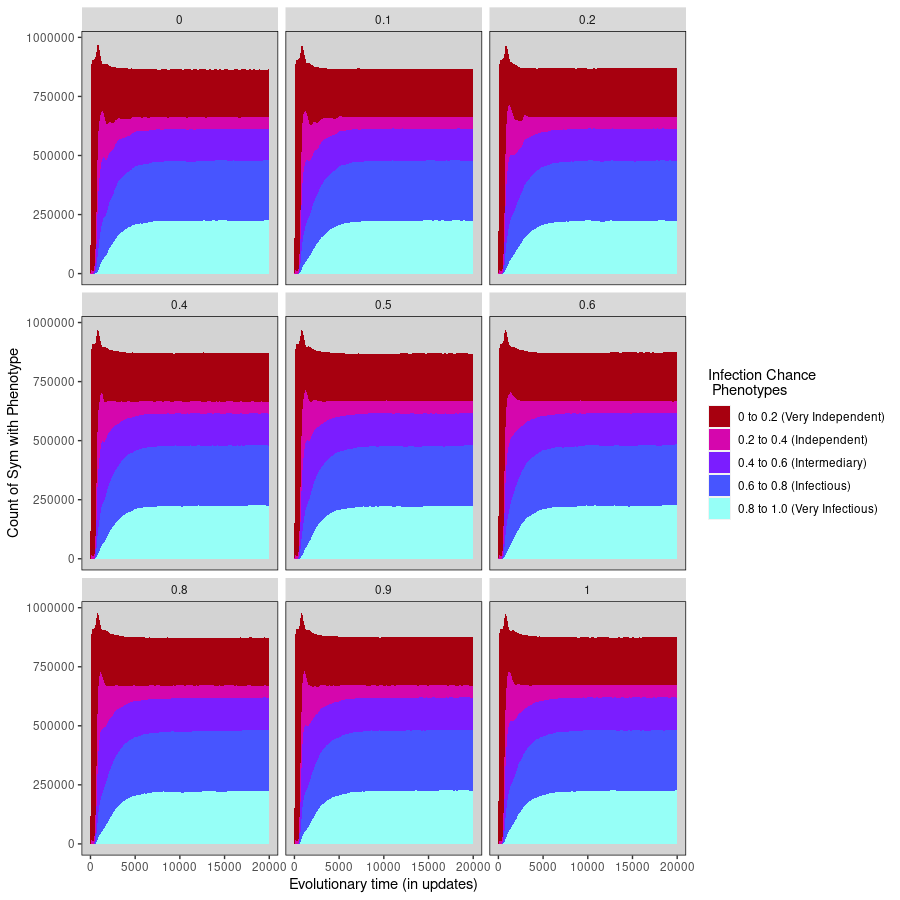 0 0.1 0.2
1000000
750000
500000
250000
0
0.4 0.5 0.6
1000000
750000
500000
250000
0
0.8 0.9 1
1000000
750000
500000
250000
0
0 5000 10000 15000 20000 0 5000 10000 15000 20000 0 5000 10000 15000 20000
Evolutionary time (in updates)
Count of Sym with Phenotype
Infection Chance
Phenotypes
0 to 0.2 (Very Independent)
0.2 to 0.4 (Independent)
0.4 to 0.6 (Intermediary)
0.6 to 0.8 (Infectious)
0.8 to 1.0 (Very Infectious)